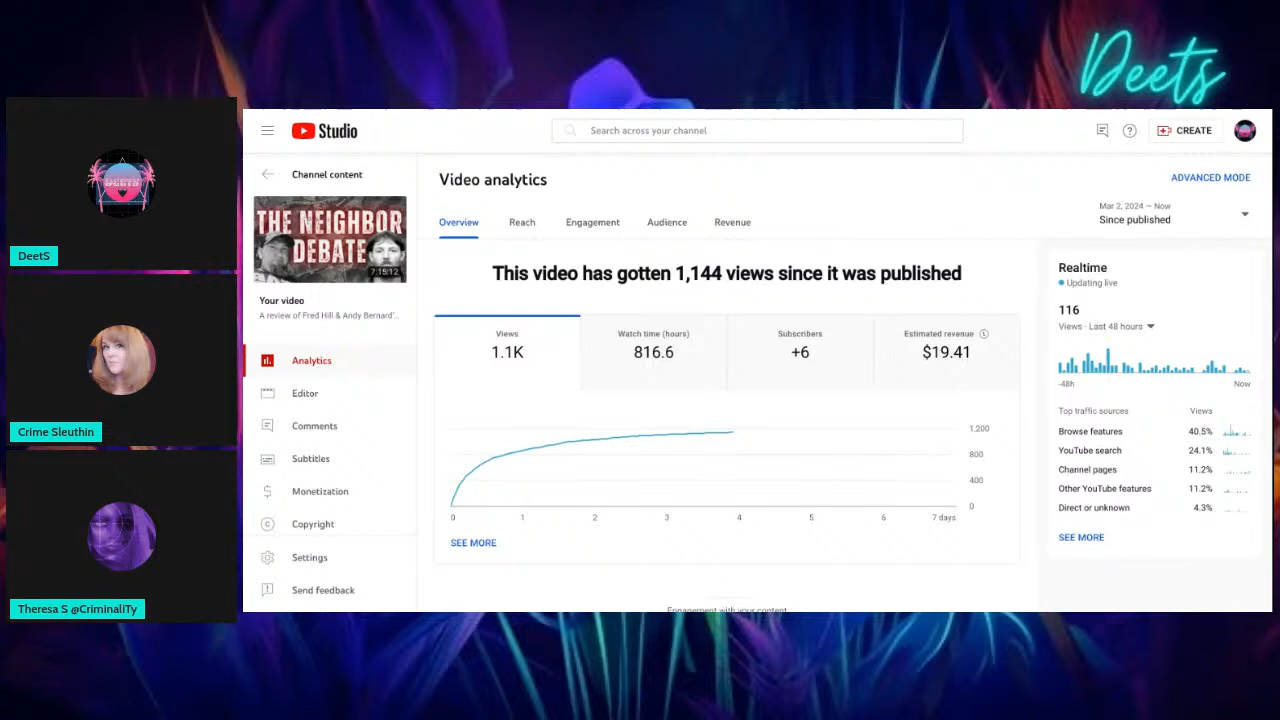 Deets
DEETS
DeetS
Crime Sleuthin
Theresa S @CriminaliTy
Studio
Search across your channel
CREATE
Channel content
THE NEIGHBOR
DEBATE
7:15:12
Your video
A review of Fred Hill & Andy Bernard'...
Analytics
Editor
Comments
Subtitles
Monetization
Copyright
Settings
Send feedback
Video analytics
ADVANCED MODE
Overview
Reach
Engagement
Audience
Revenue
Mar 2, 2024 – Now
Since published
This video has gotten 1,144 views since it was published
Views
1.1K
Watch time (hours)
816.6
Subscribers
+6
Estimated revenue
$19.41
1,200
800
400
0
0 1 2 3 4 5 6 7 days
SEE MORE
Engagement with your content
Realtime
Updating live
116
Views · Last 48 hours
-48h Now
Top traffic sources Views
Browse features 40.5%
YouTube search 24.1%
Channel pages 11.2%
Other YouTube features 11.2%
Direct or unknown 4.3%
SEE MORE